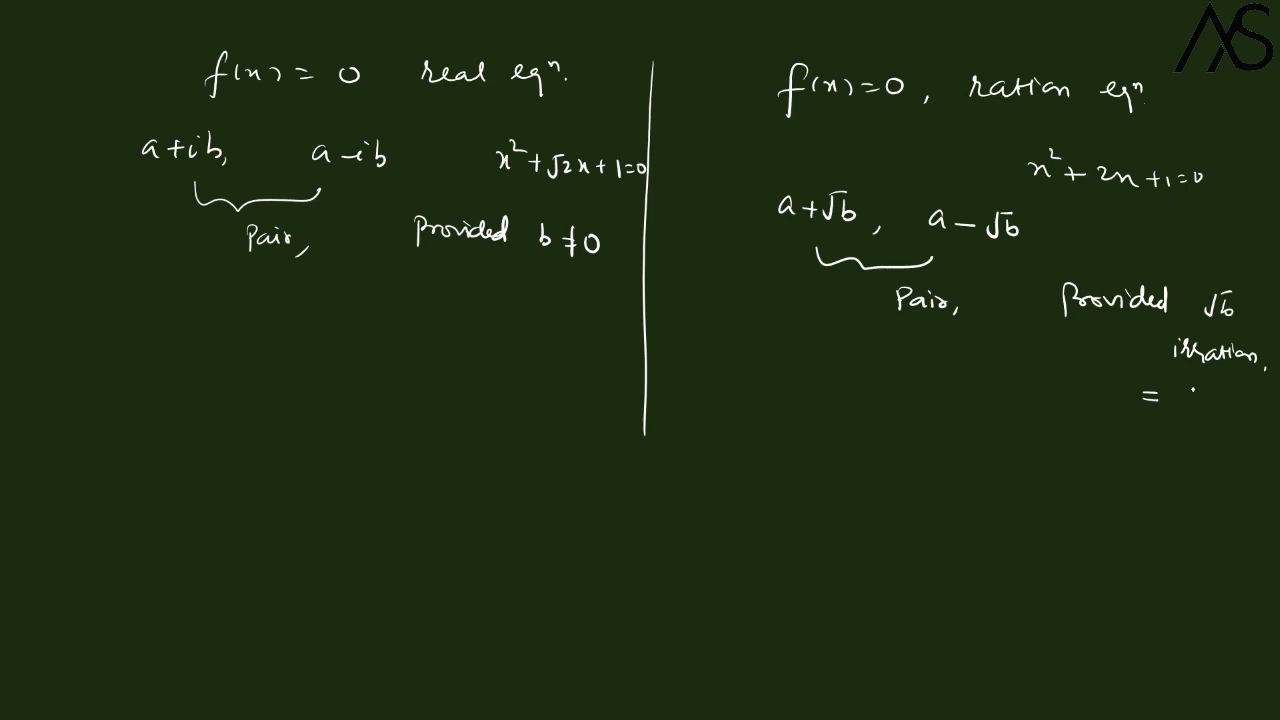 NS
f(x) = 0 real eqⁿ.
a+ib, a-ib x²+√2x+1=0
Pair, Provided b≠0
f(x)=0, ration eqⁿ
x²+2x+1=0
a+√b, a-√b
Pair, Provided √b
irration,
=